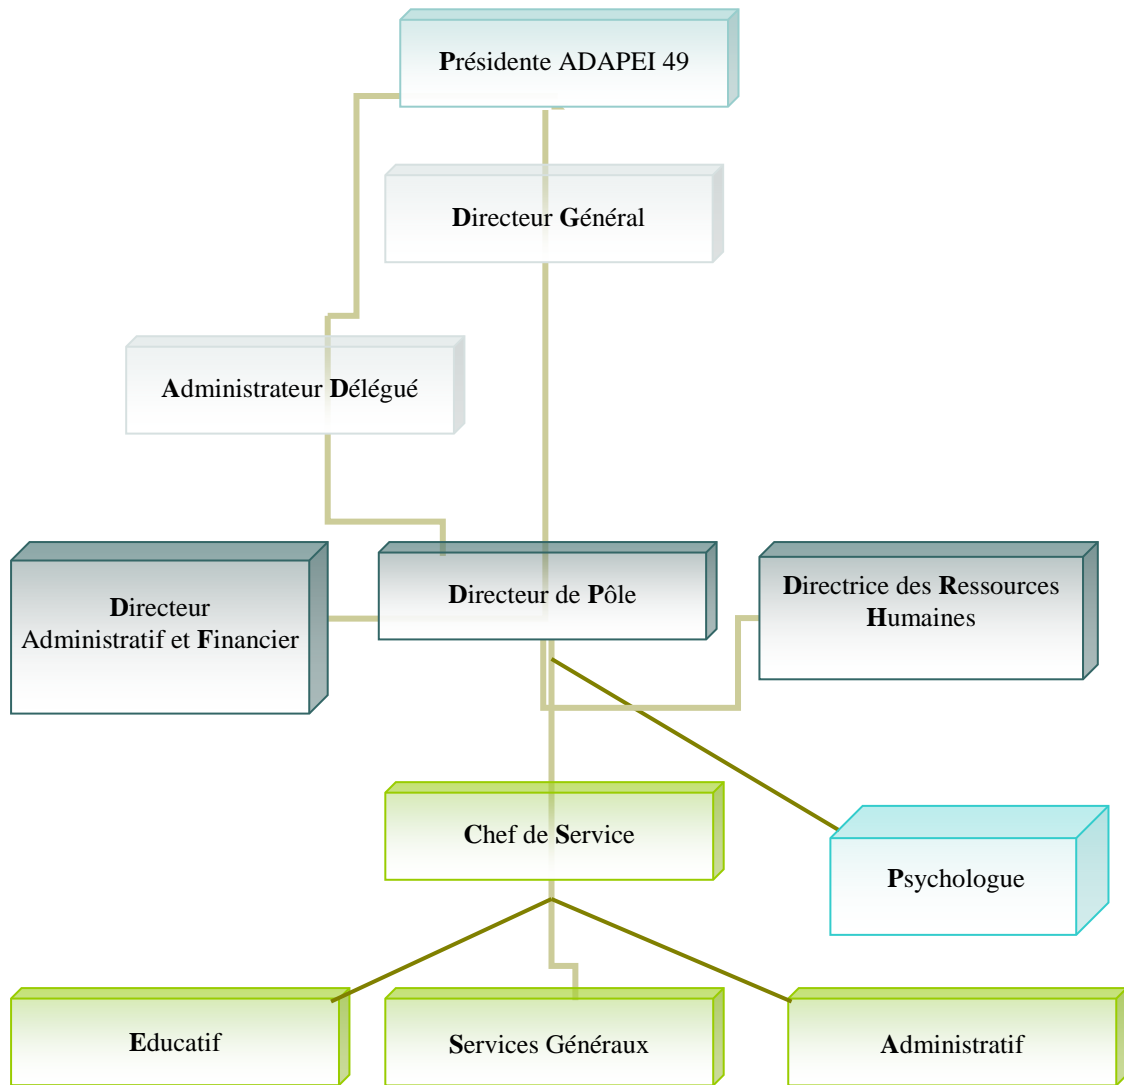 Présidente ADAPEI 49
Directeur Général
Administrateur Délégué
Directeur
Administratif et Financier
Directeur de Pôle
Directrice des Ressources
Humaines
Chef de Service
Psychologue
Educatif
Services Généraux
Administratif